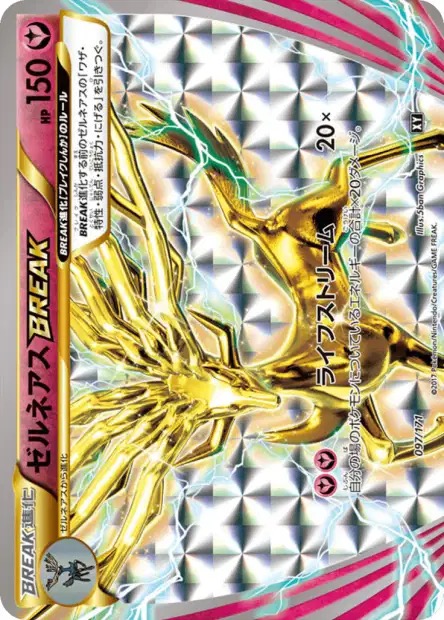 BREAK進化
ゼルネアスから進化
ゼルネアスBREAK
HP 150
BREAK進化【ブレイクしんか】のルール
BREAK進化する前のゼルネアスの「ワザ・
特性・弱点・抵抗力・にげる」を引きつぐ。
ライフストリーム 20×
自分の場のポケモンについているエネルギーの合計×20ダメージ。
Illus.5ban Graphics
XY
097/171
©2017 Pokémon/Nintendo/Creatures/GAME FREAK.